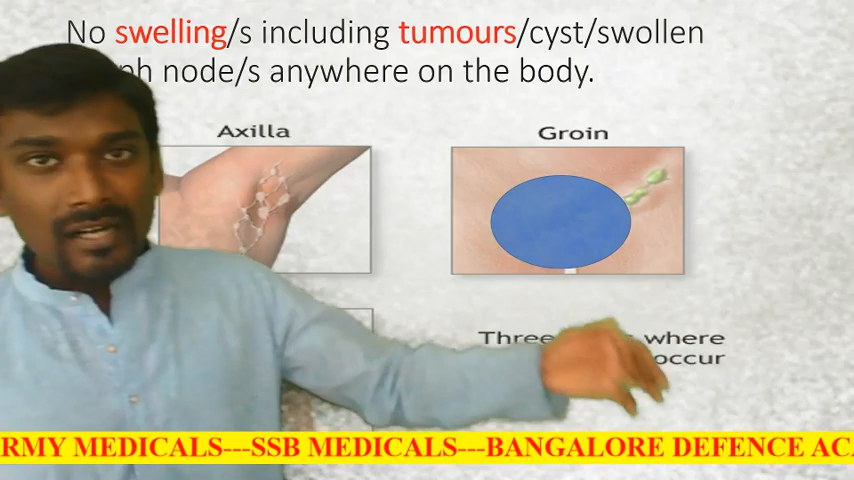 No swelling/s including tumours/cyst/swollen
node/s anywhere on the body.
Axilla
Groin
Three where
occur
RMY MEDICALS---SSB MEDICALS---BANGALORE DEFENCE